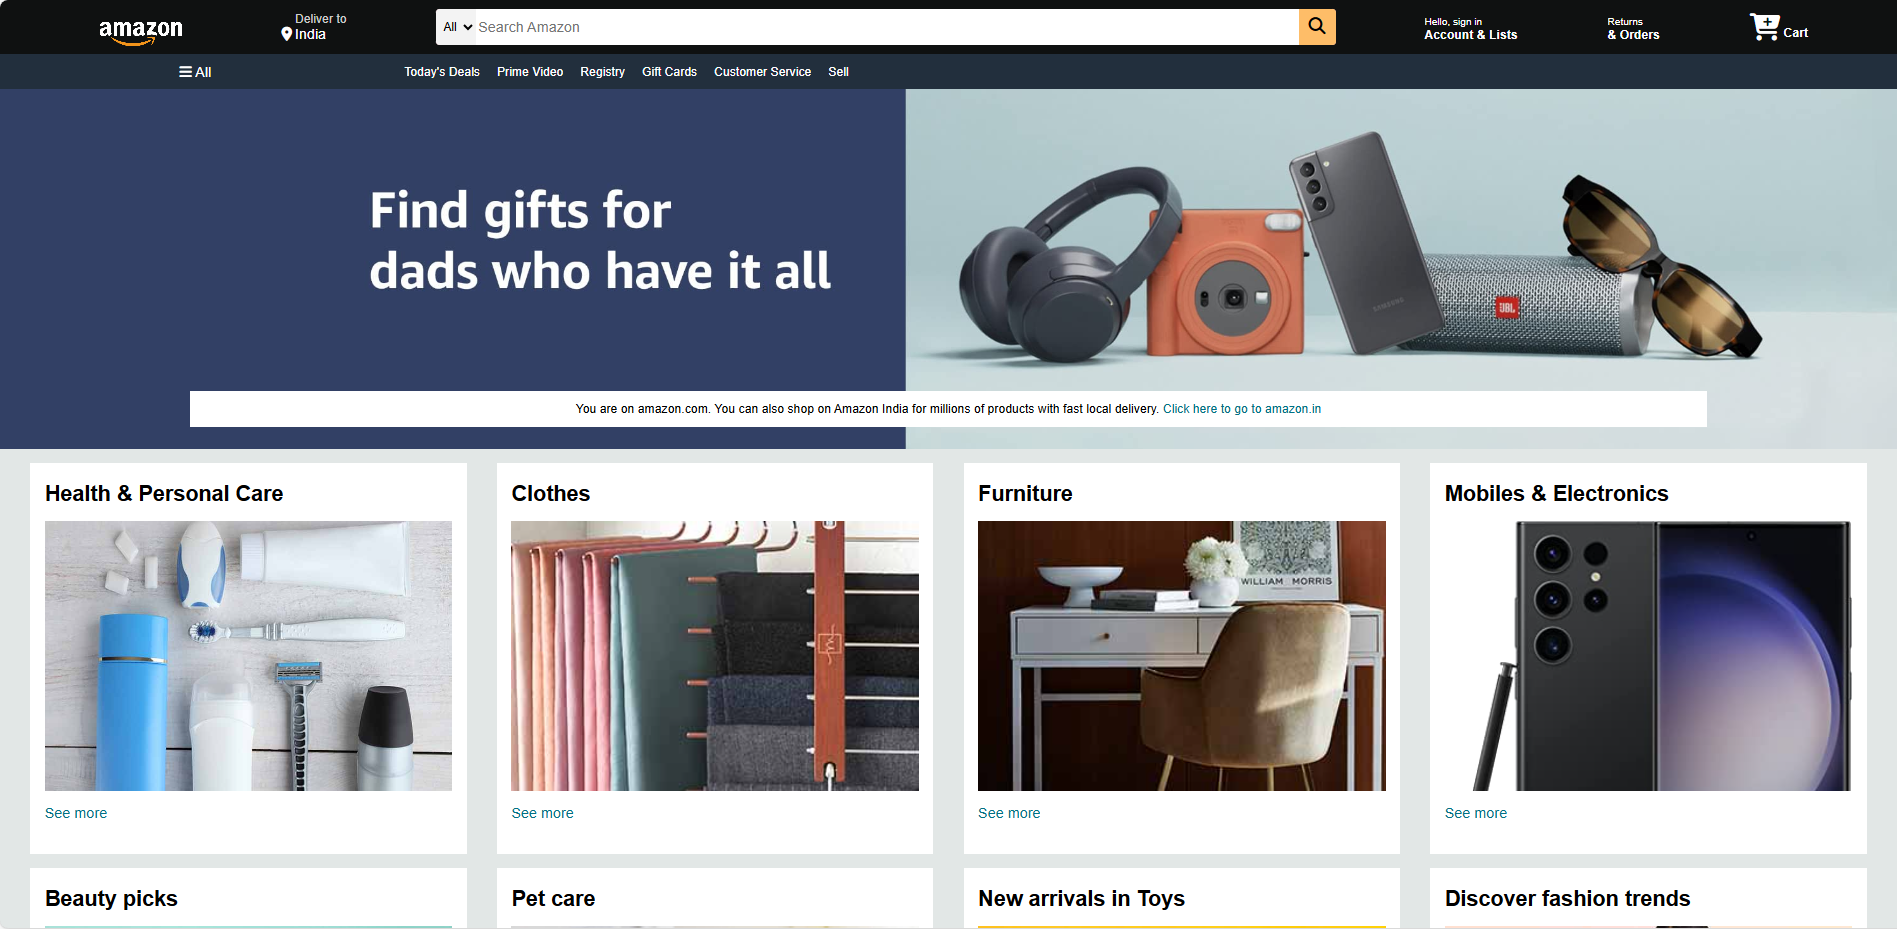 amazon
Deliver to
India
All
Search Amazon
Hello, sign in
Account & Lists
Returns
& Orders
Cart
All
Today's Deals
Prime Video
Registry
Gift Cards
Customer Service
Sell
Find gifts for
dads who have it all
SAMSUNG
JBL
You are on amazon.com. You can also shop on Amazon India for millions of products with fast local delivery. Click here to go to amazon.in
Health & Personal Care
See more
Clothes
See more
Furniture
WILLIAM MORRIS
See more
Mobiles & Electronics
See more
Beauty picks
Pet care
New arrivals in Toys
Discover fashion trends